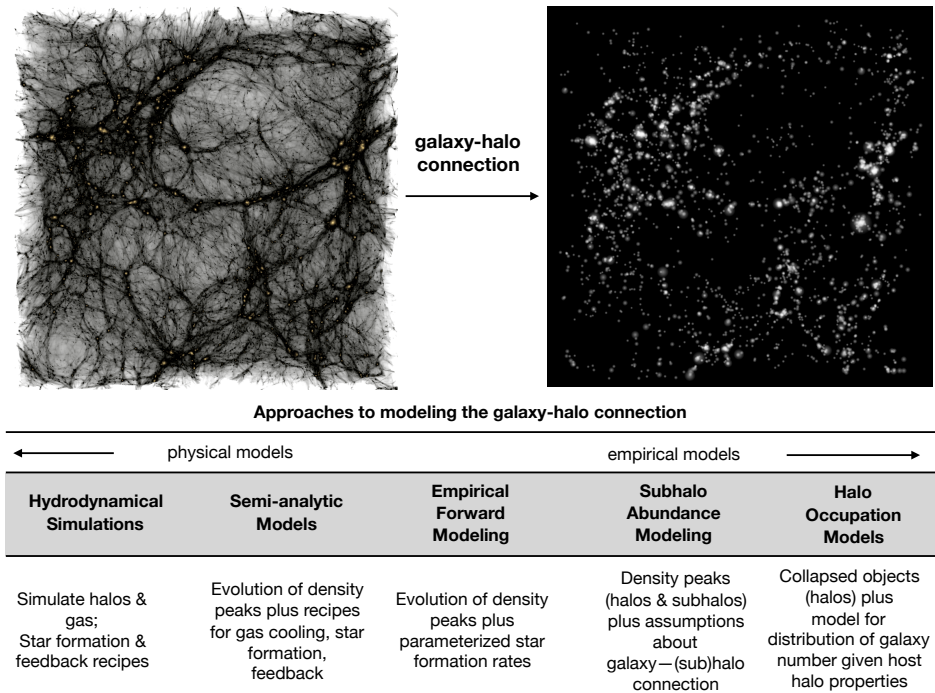 galaxy-halo
connection
Approaches to modeling the galaxy-halo connection
physical models
empirical models
Hydrodynamical
Simulations
Semi-analytic
Models
Empirical
Forward
Modeling
Subhalo
Abundance
Modeling
Halo
Occupation
Models
Simulate halos &
gas;
Star formation &
feedback recipes
Evolution of density
peaks plus recipes
for gas cooling, star
formation,
feedback
Evolution of density
peaks plus
parameterized star
formation rates
Density peaks
(halos & subhalos)
plus assumptions
about
galaxy—(sub)halo
connection
Collapsed objects
(halos) plus
model for
distribution of galaxy
number given host
halo properties